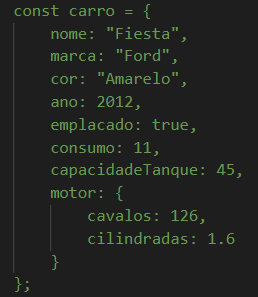 const carro = {
    nome: "Fiesta",
    marca: "Ford",
    cor: "Amarelo",
    ano: 2012,
    emplacado: true,
    consumo: 11,
    capacidadeTanque: 45,
    motor: {
        cavalos: 126,
        cilindradas: 1.6
    }
};